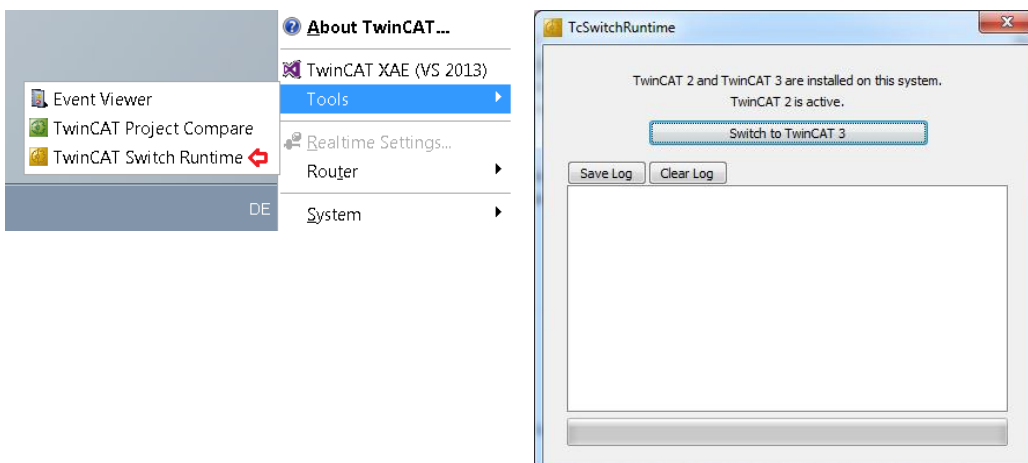 About TwinCAT...
TwinCAT XAE (VS 2013)
Tools
Realtime Settings...
Router
System
Event Viewer
TwinCAT Project Compare
TwinCAT Switch Runtime
DE
TcSwitchRuntime
TwinCAT 2 and TwinCAT 3 are installed on this system.
TwinCAT 2 is active.
Switch to TwinCAT 3
Save Log
Clear Log